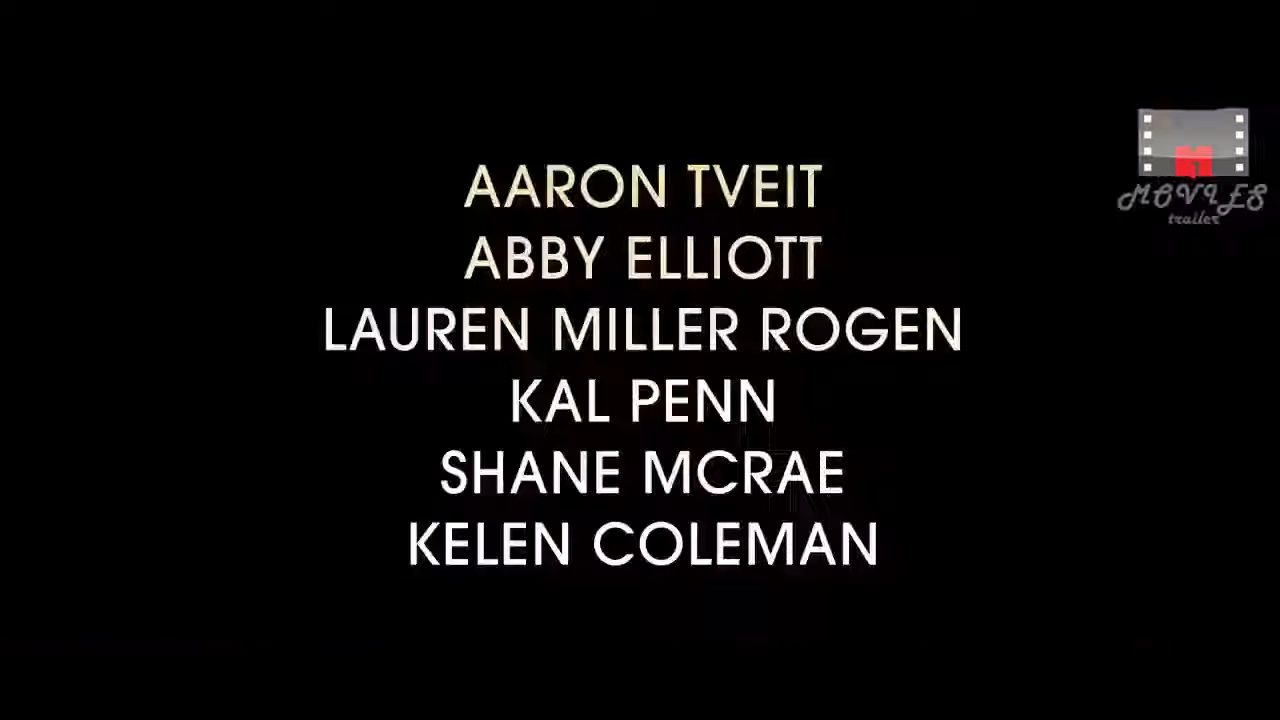 AARON TVEIT
ABBY ELLIOTT
LAUREN MILLER ROGEN
KAL PENN
SHANE MCRAE
KELEN COLEMAN
MOVIES
trailer